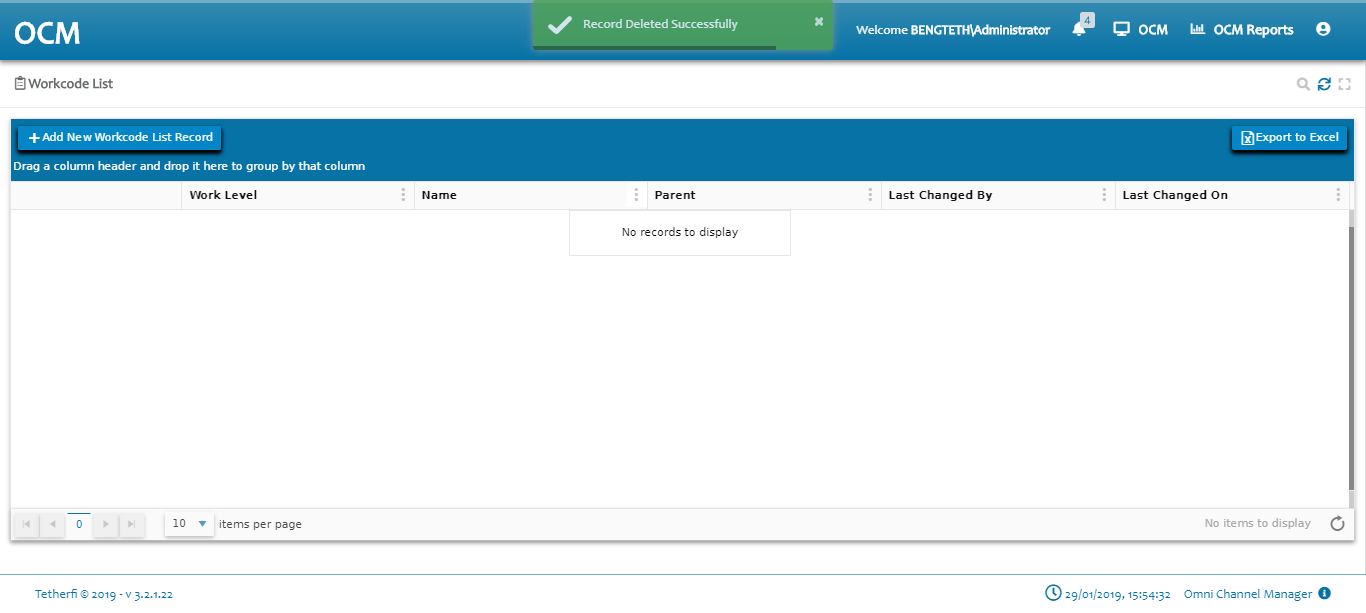 OCM
Record Deleted Successfully
Welcome BENGTETH\Administrator
4
OCM
OCM Reports
Workcode List
Add New Workcode List Record
Export to Excel
Drag a column header and drop it here to group by that column
Work Level
Name
Parent
Last Changed By
Last Changed On
No records to display
0
10
items per page
No items to display
Tetherfi © 2019 - v 3.2.1.22
29/01/2019, 15:54:32
Omni Channel Manager